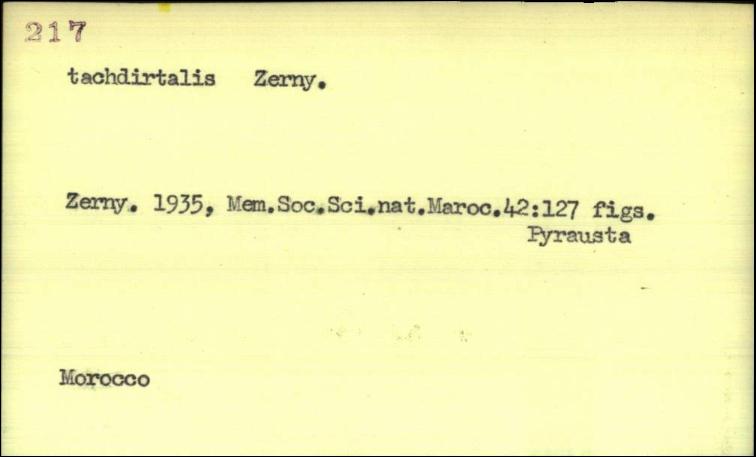 217
tachdirtalis Zerny.
Zerny. 1935, Mem.Soc.Sci.nat.Maroc.42:127 figs.
Pyrausta
Morocco